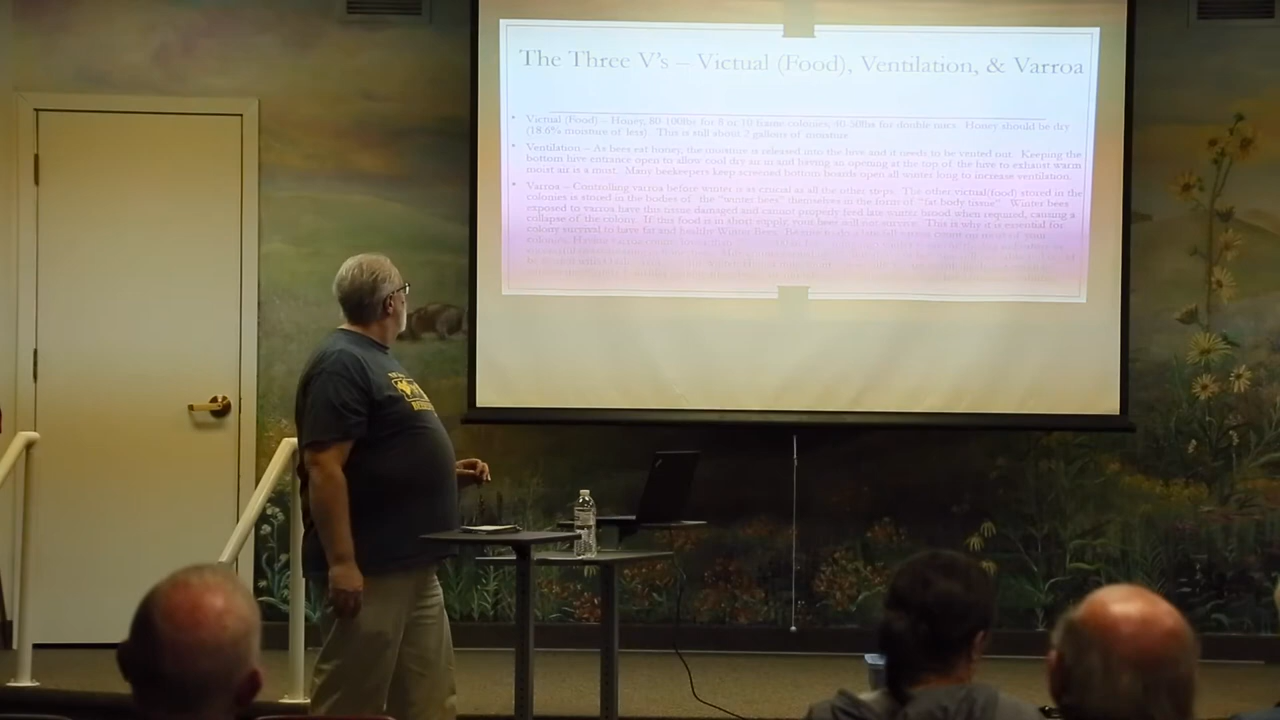 The Three V's – Victual (Food), Ventilation, & Varroa
• Victual (Food) – Honey, 80-100lbs for 8 or 10 frame colonies, 40-50lbs for double nucs. Honey should be dry
(18.6% moisture of less). This is still about 2 gallons of moisture
• Ventilation – As bees eat honey, the moisture is released into the hive and it needs to be vented out. Keeping the
bottom hive entrance open to allow cool dry air in and having an opening at the top of the hive to exhaust warm
moist air is a must. Many beekeepers keep screened bottom boards open all winter long to increase ventilation.
• Varroa – Controlling varroa before winter is as crucial as all the other steps. The other victual(food) stored in the
colonies is stored in the bodies of the "winter bees" themselves in the form of "fat body tissue". Winter bees
exposed to varroa have this tissue damaged and cannot properly feed late winter brood when required, causing a
collapse of the colony. If this food is in short supply, your hive will not survive. This is why it is essential for
colony survival to have fat and healthy Winter Bees.